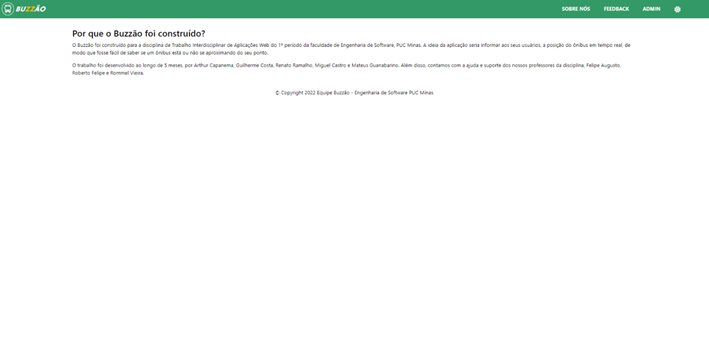 BUZZÃO
SOBRE NÓS
FEEDBACK
ADMIN
Por que o Buzzão foi construído?
O Buzzão foi construído para a disciplina de Trabalho Interdisciplinar de Aplicações Web do 1º período da faculdade de Engenharia de Software, PUC Minas. A ideia da aplicação seria informar aos seus usuários, a posição do ônibus em tempo real, de
modo que fosse fácil de saber se um ônibus está ou não se aproximando do seu ponto.
O trabalho foi desenvolvido ao longo de 5 meses, por Arthur Capanema, Guilherme Costa, Renato Ramalho, Miguel Castro e Mateus Guanabarino. Além disso, contamos com a ajuda e suporte dos nossos professores da disciplina, Felipe Augusto,
Roberto Felipe e Rommel Vieira.
© Copyright 2022 Equipe Buzzão - Engenharia de Software PUC Minas